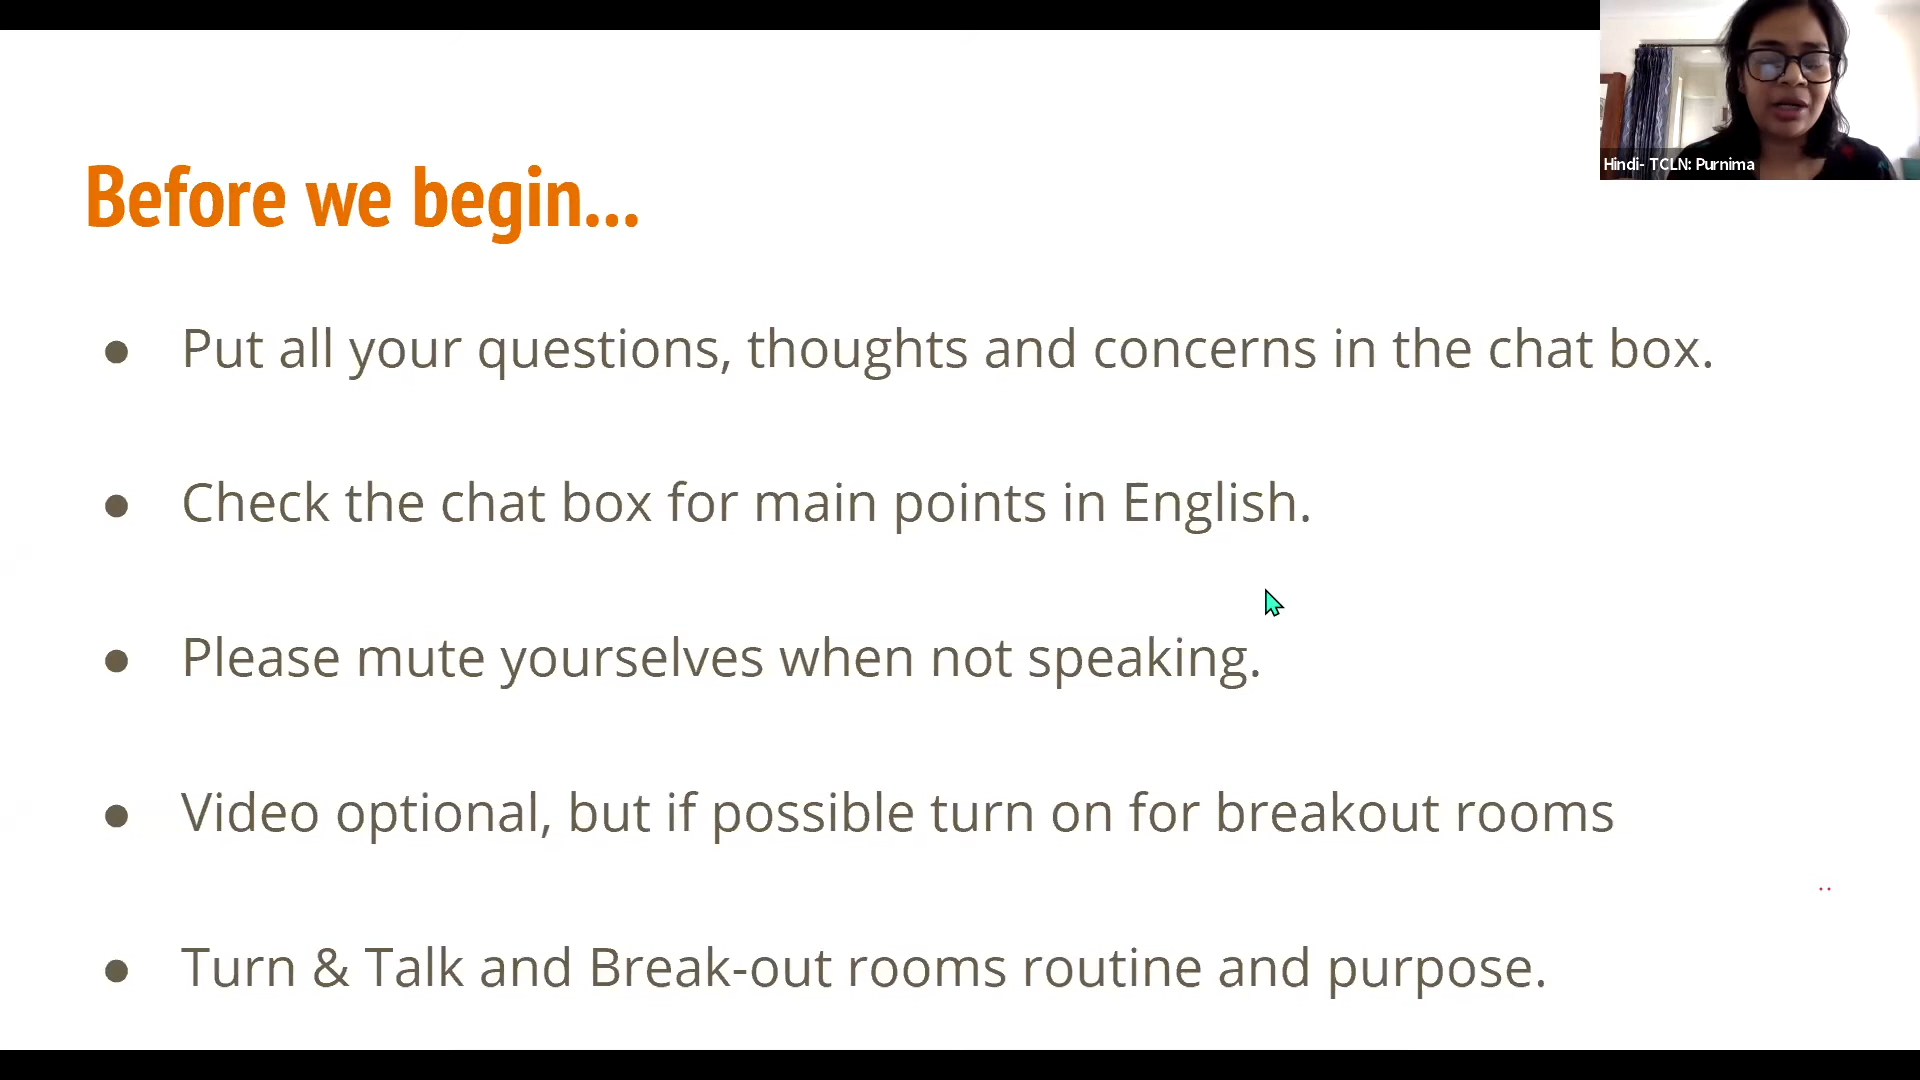 Before we begin...
● Put all your questions, thoughts and concerns in the chat box.
● Check the chat box for main points in English.
● Please mute yourselves when not speaking.
● Video optional, but if possible turn on for breakout rooms
● Turn & Talk and Break-out rooms routine and purpose.
Hindi- TCLN: Purnima